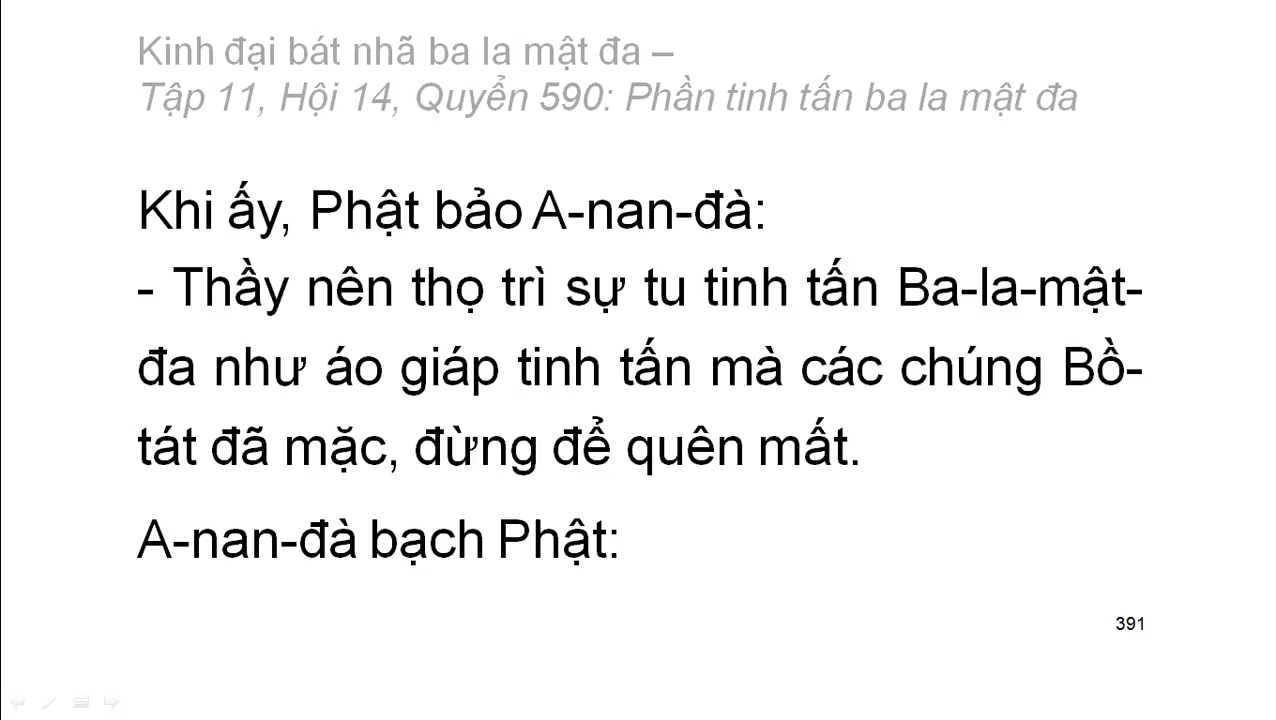 Kinh đại bát nhã ba la mật đa –
Tập 11, Hội 14, Quyển 590: Phần tinh tấn ba la mật đa
Khi ấy, Phật bảo A-nan-đà:
- Thầy nên thọ trì sự tu tinh tấn Ba-la-mật-
đa như áo giáp tinh tấn mà các chúng Bồ-
tát đã mặc, đừng để quên mất.
A-nan-đà bạch Phật:
391